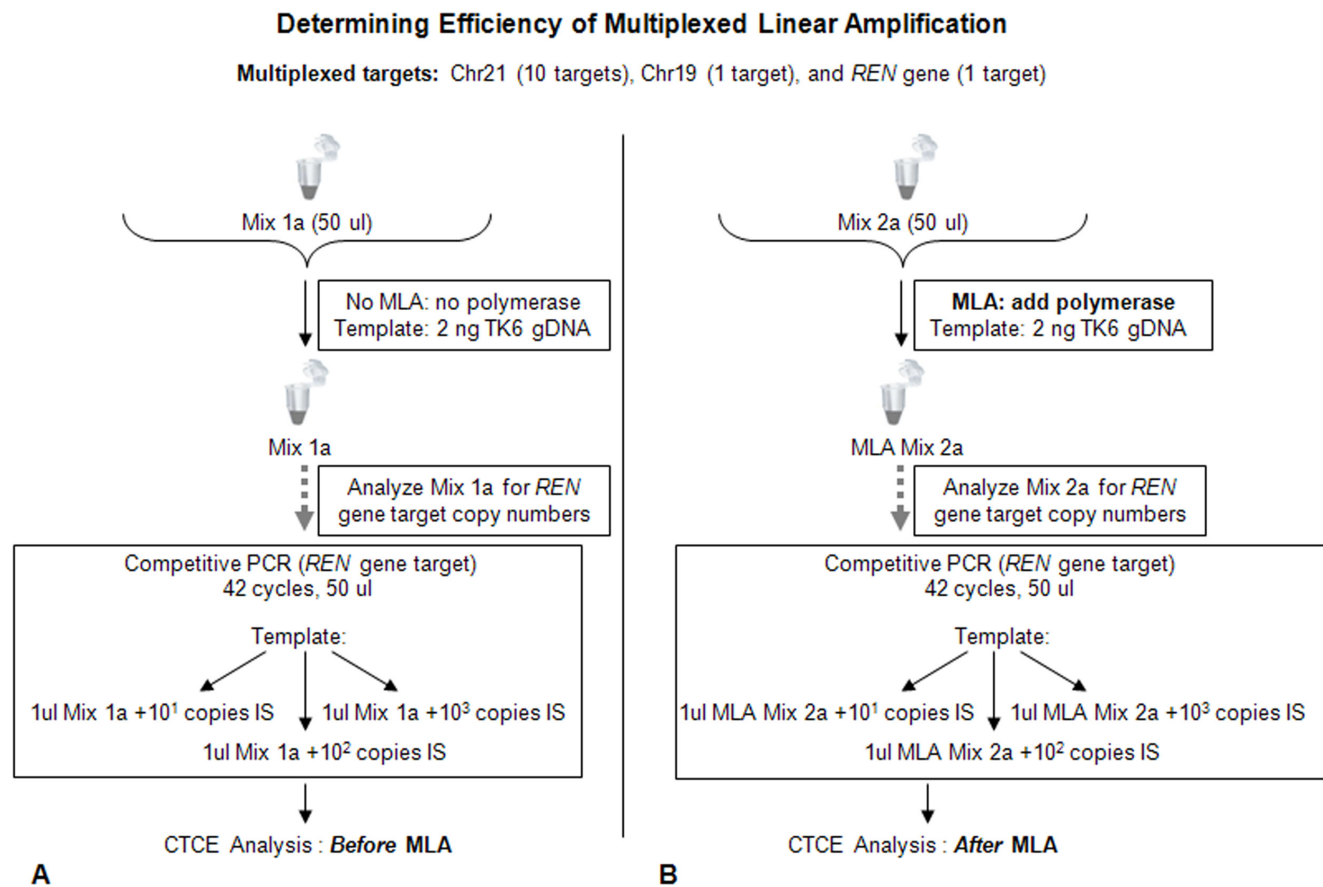 Determining Efficiency of Multiplexed Linear Amplification
Multiplexed targets: Chr21 (10 targets), Chr19 (1 target), and REN gene (1 target)
Mix 1a (50 ul)
No MLA: no polymerase
Template: 2 ng TK6 gDNA
Mix 1a
Analyze Mix 1a for REN
gene target copy numbers
Competitive PCR (REN gene target)
42 cycles, 50 ul
Template:
1ul Mix 1a +10¹ copies IS
1ul Mix 1a +10³ copies IS
1ul Mix 1a +10² copies IS
CTCE Analysis : Before MLA
A
Mix 2a (50 ul)
MLA: add polymerase
Template: 2 ng TK6 gDNA
MLA Mix 2a
Analyze Mix 2a for REN
gene target copy numbers
Competitive PCR (REN gene target)
42 cycles, 50 ul
Template:
1ul MLA Mix 2a +10¹ copies IS
1ul MLA Mix 2a +10³ copies IS
1ul MLA Mix 2a +10² copies IS
CTCE Analysis : After MLA
B